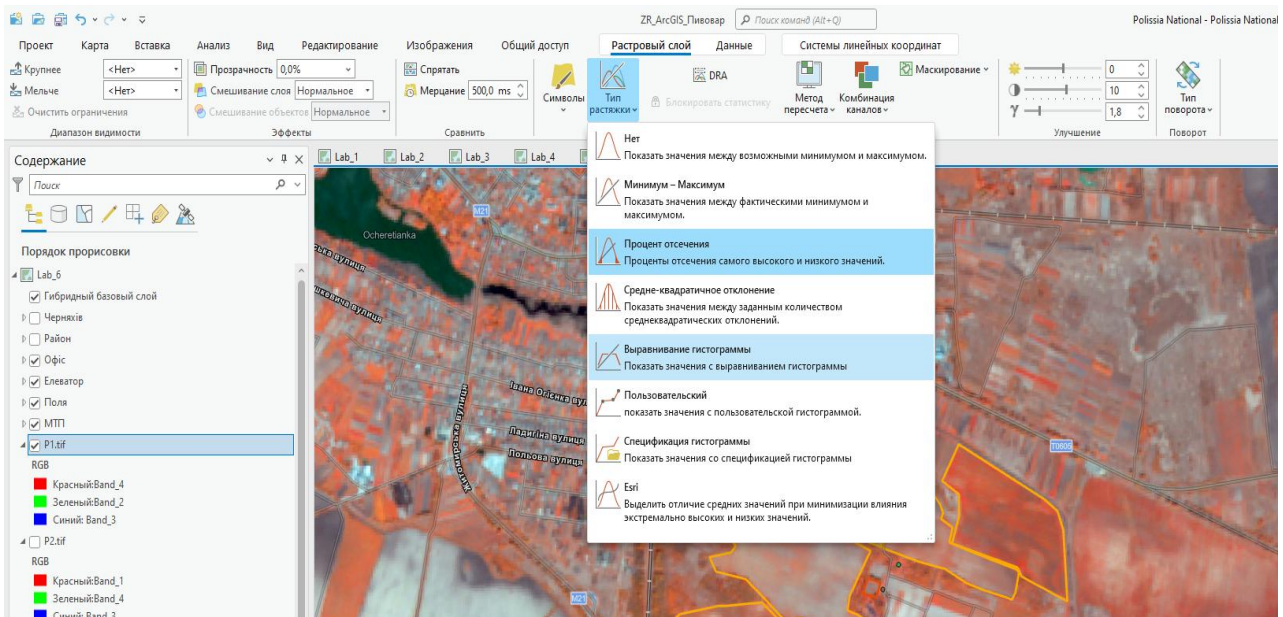 ZR_ArcGIS_Пивовар
Поиск команд (Alt+Q)
Polissia National - Polissia National
Проект Карта Вставка Анализ Вид Редактирование Изображения Общий доступ Растровый слой Данные Системы линейных координат
Крупнее <Нет>
Мельче <Нет>
Очистить ограничения
Диапазон видимости
Прозрачность 0,0%
Смешивание слоя Нормальное
Смешивание объектов Нормальное
Эффекты
Спрятать
Мерцание 500,0 ms
Сравнить
Символы
Тип
растяжки
DRA
Блокировать статистику
Метод
пересчета
Комбинация
каналов
Маскирование
0
10
γ 1,8
Улучшение
Тип
поворота
Поворот
Содержание
Поиск
Порядок прорисовки
Lab_6
Гибридный базовый слой
Черняхів
Район
Офіс
Елеватор
Поля
МТП
P1.tif
RGB
Красный:Band_4
Зеленый:Band_2
Синий: Band_3
P2.tif
RGB
Красный:Band_1
Зеленый:Band_4
Синий: Band_3
Lab_1 Lab_2 Lab_3 Lab_4
Нет
Показать значения между возможными минимумом и максимумом.
Минимум – Максимум
Показать значения между фактическими минимумом и
максимумом.
Процент отсечения
Проценты отсечения самого высокого и низкого значений.
Средне-квадратичное отклонение
Показать значения между заданным количеством
среднеквадратических отклонений.
Выравнивание гистограммы
Показать значения с выравниванием гистограммы
Пользовательский
показать значения с пользовательской гистограммой.
Спецификация гистограммы
Показать значения со спецификацией гистограммы
Esri
Выделить отличие средних значений при минимизации влияния
экстремально высоких и низких значений.
M21
Ocheretianka
Івана Огієнка
Ладигіна вулиця
Польова вулиця
Житомирська вулиця
T0602
M21